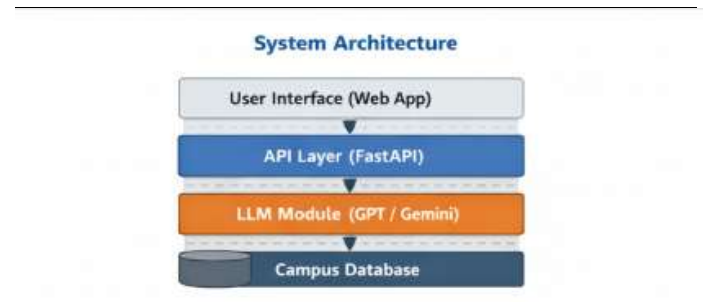 System Architecture
User Interface (Web App)
API Layer (FastAPI)
LLM Module (GPT / Gemini)
Campus Database